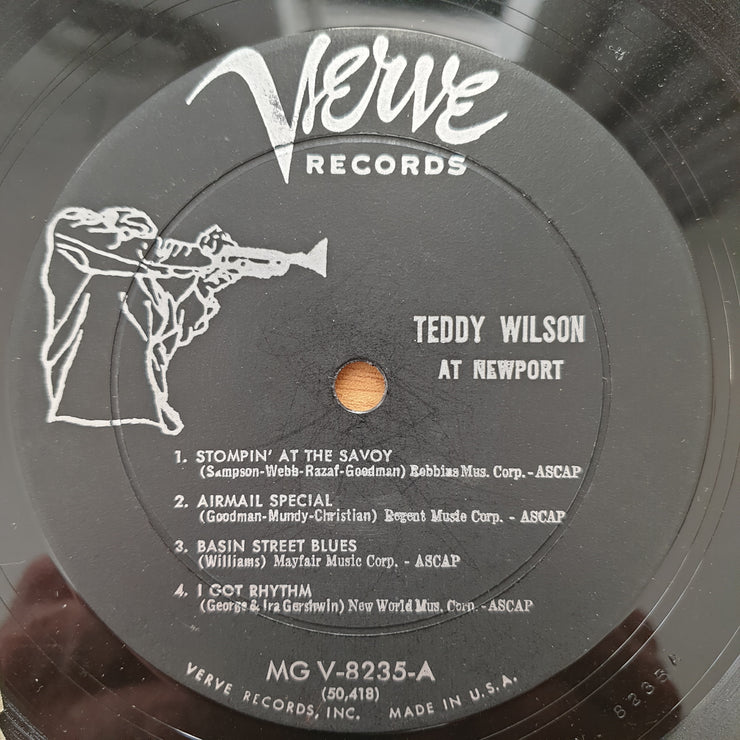 Verve
RECORDS
TEDDY WILSON
AT NEWPORT
1. STOMPIN' AT THE SAVOY
(Sampson-Webb-Razaf-Goodman) Robbins Mus. Corp. - ASCAP
2. AIRMAIL SPECIAL
(Goodman-Mundy-Christian) Regent Music Corp. - ASCAP
3. BASIN STREET BLUES
(Williams) Mayfair Music Corp. - ASCAP
4. I GOT RHYTHM
(George & Ira Gershwin) New World Mus. Corp. - ASCAP
MG V-8235-A
(50,418)
VERVE RECORDS, INC. MADE IN U.S.A.